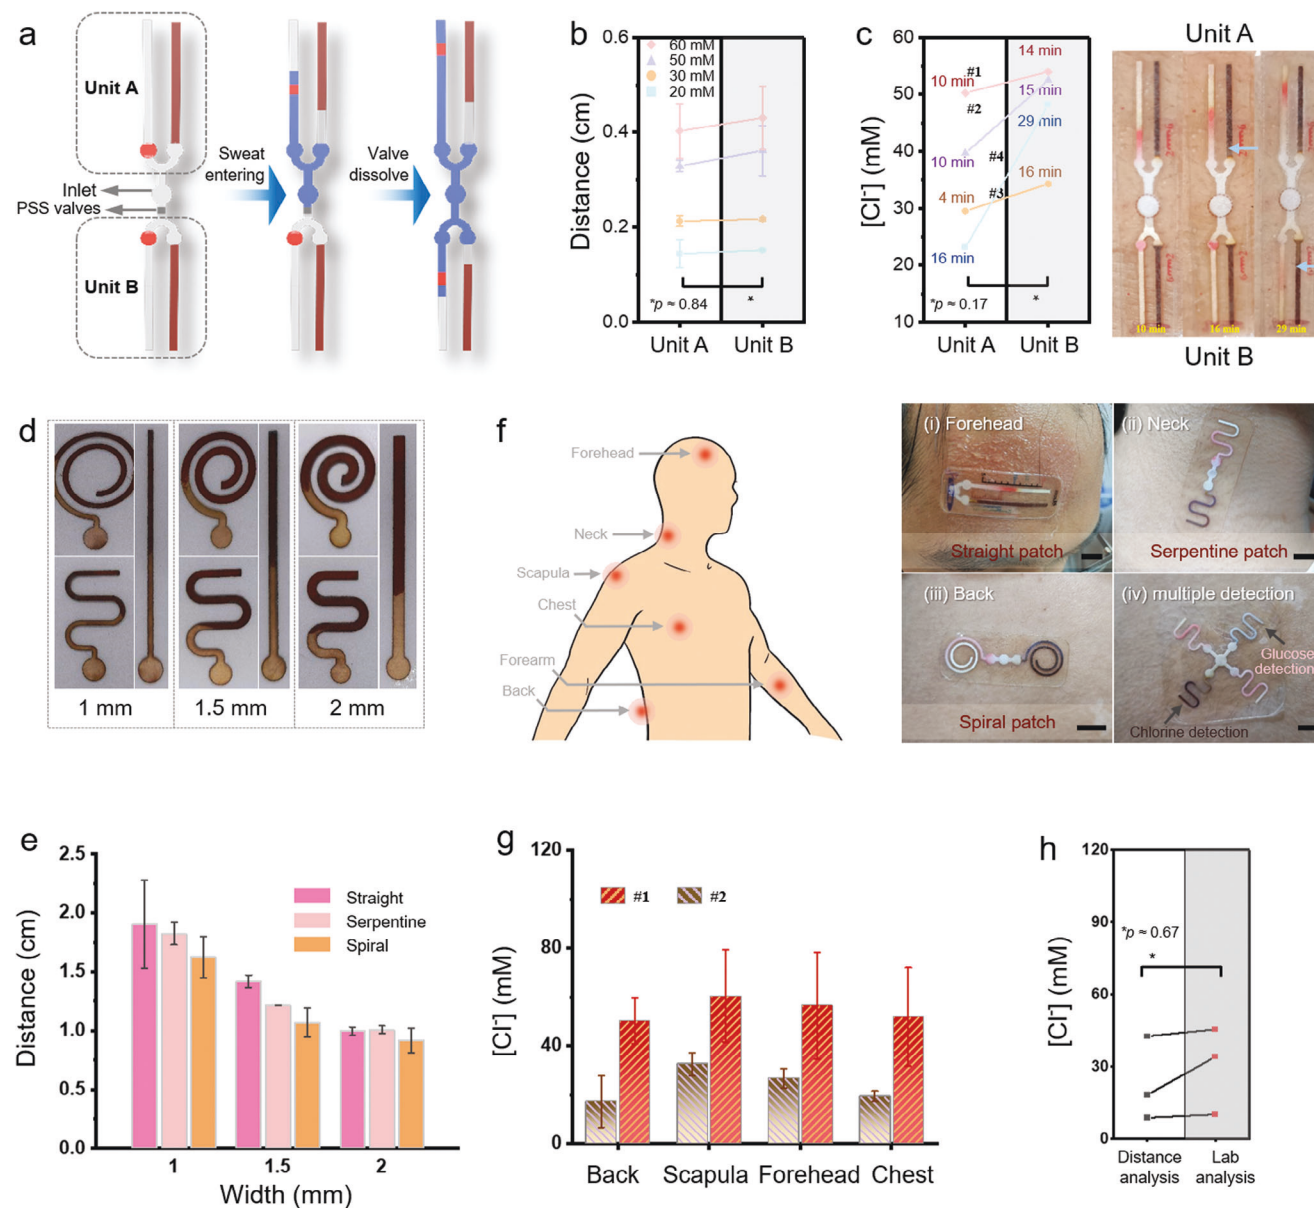 a
Unit A
Inlet
PSS valves
Unit B
Sweat
entering
Valve
dissolve
b
0.6
0.4
0.2
0.0
Distance (cm)
60 mM
50 mM
30 mM
20 mM
*p ≈ 0.84
*
Unit A
Unit B
c
60
50
40
30
20
10
[Cl-] (mM)
10 min
#1
14 min
#2
15 min
29 min
10 min
#4
4 min
#3
16 min
16 min
*p ≈ 0.17
*
Unit A
Unit B
Unit A
10 min
16 min
29 min
Unit B
d
1 mm
1.5 mm
2 mm
f
Forehead
Neck
Scapula
Chest
Forearm
Back
(i) Forehead
Straight patch
(ii) Neck
Serpentine patch
(iii) Back
Spiral patch
(iv) multiple detection
Glucose
detection
Chlorine detection
e
2.5
2.0
1.5
1.0
0.5
0.0
Distance (cm)
Straight
Serpentine
Spiral
1
1.5
2
Width (mm)
g
120
80
40
0
[Cl-] (mM)
#1
#2
Back
Scapula
Forehead
Chest
h
120
90
60
30
0
[Cl-] (mM)
*p ≈ 0.67
*
Distance
analysis
Lab
analysis